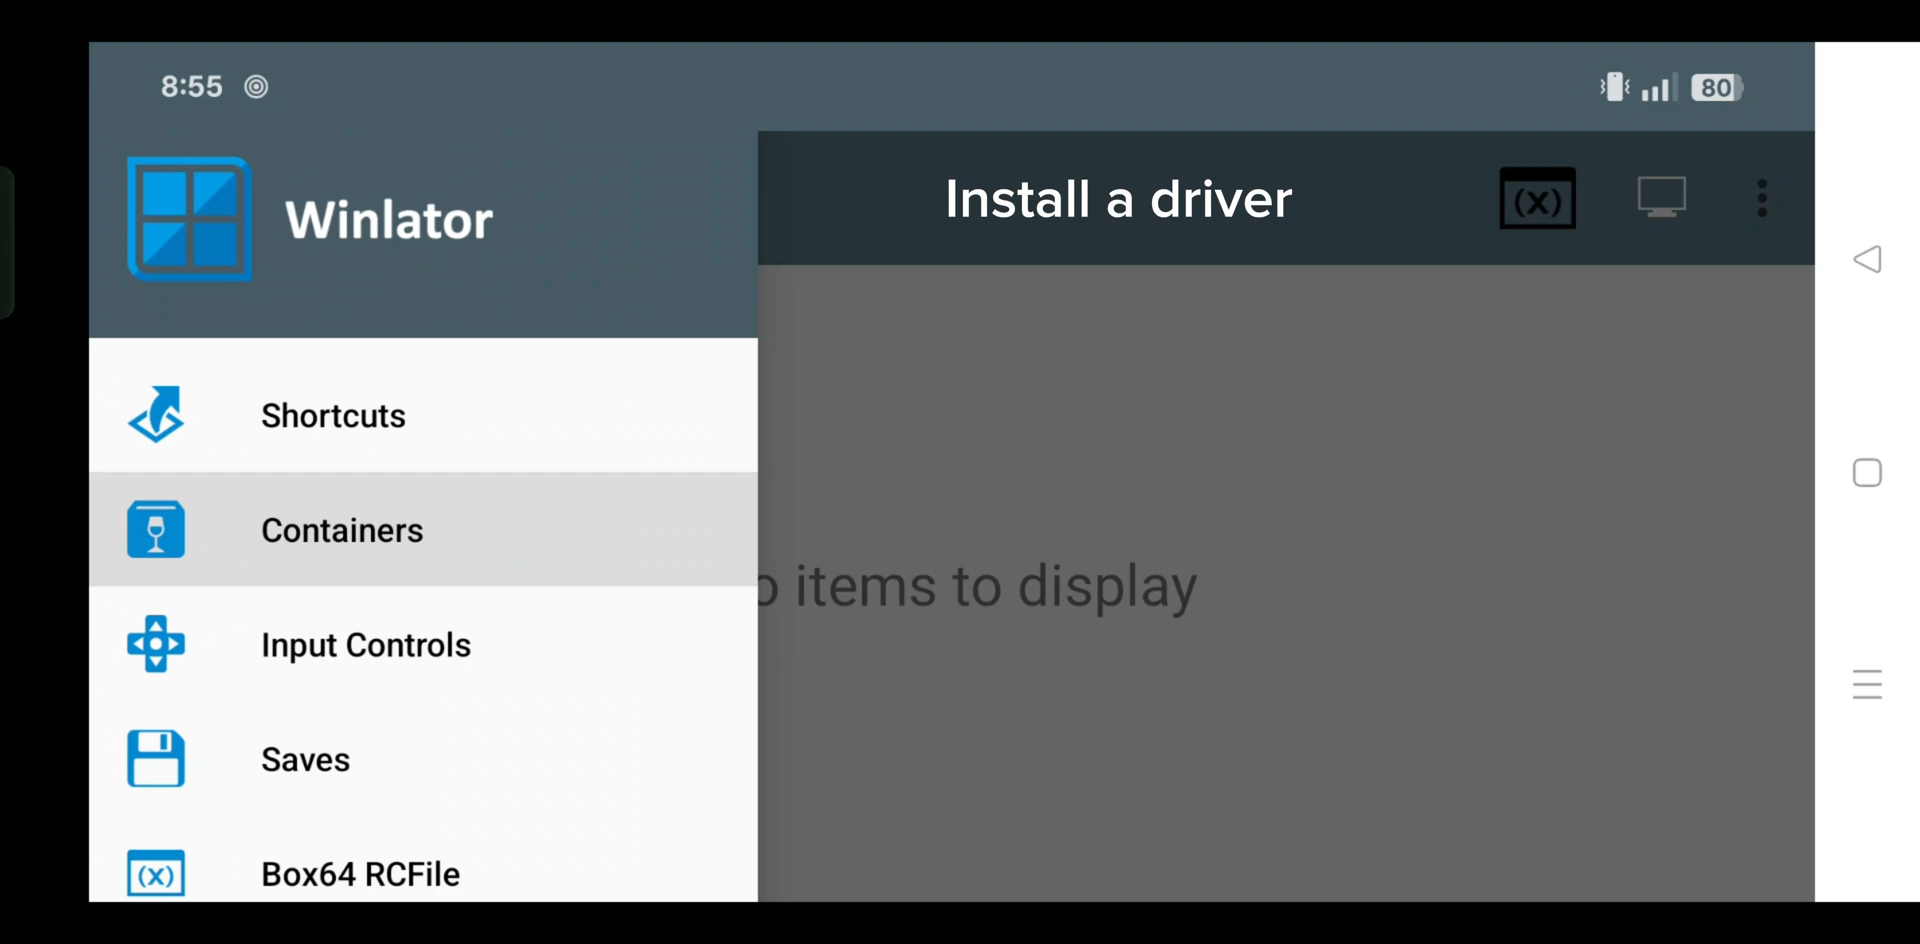 8:55
80
Winlator
Install a driver
(x)
Shortcuts
Containers
o items to display
Input Controls
Saves
(x)
Box64 RCFile